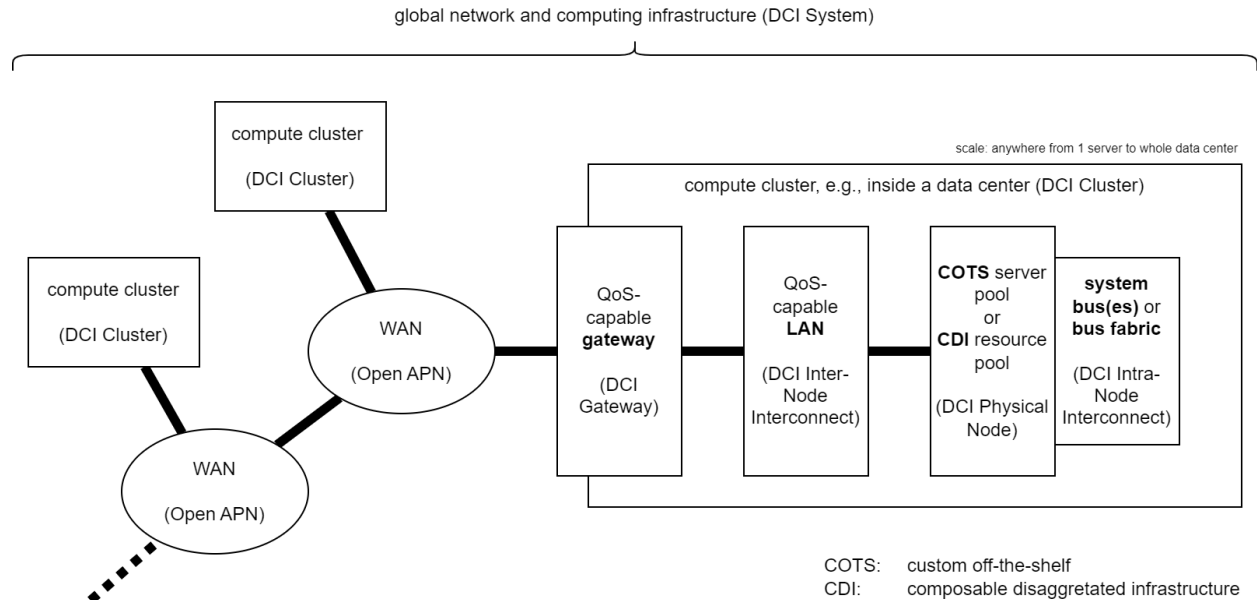 global network and computing infrastructure (DCI System)
compute cluster
(DCI Cluster)
scale: anywhere from 1 server to whole data center
compute cluster, e.g., inside a data center (DCI Cluster)
compute cluster
(DCI Cluster)
WAN
(Open APN)
QoS-
capable
gateway
(DCI
Gateway)
QoS-
capable
LAN
(DCI Inter-
Node
Interconnect)
COTS server
pool
or
CDI resource
pool
(DCI Physical
Node)
system
bus(es) or
bus fabric
(DCI Intra-
Node
Interconnect)
WAN
(Open APN)
COTS: custom off-the-shelf
CDI: composable disaggretated infrastructure